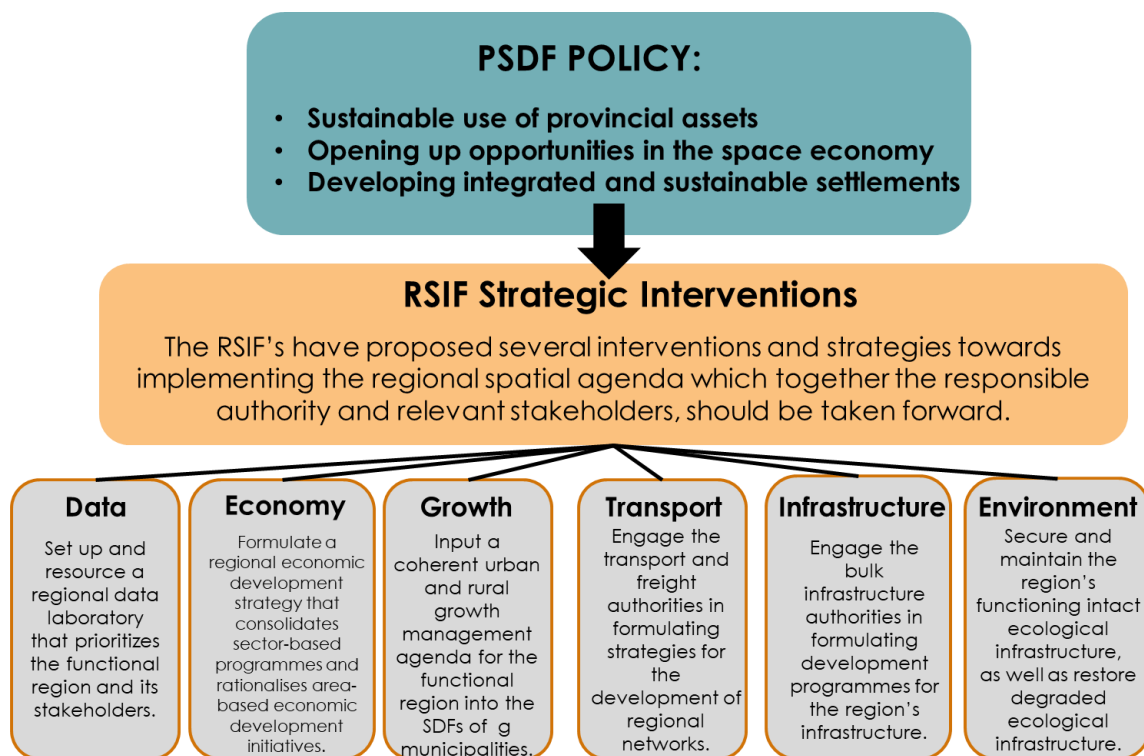 PSDF POLICY:
• Sustainable use of provincial assets
• Opening up opportunities in the space economy
• Developing integrated and sustainable settlements
RSIF Strategic Interventions
The RSIF’s have proposed several interventions and strategies towards
implementing the regional spatial agenda which together the responsible
authority and relevant stakeholders, should be taken forward.
Data
Set up and
resource a
regional data
laboratory
that prioritizes
the functional
region and its
stakeholders.
Economy
Formulate a
regional economic
development
strategy that
consolidates
sector-based
programmes and
rationalises area-
based economic
development
initiatives.
Growth
Input a
coherent urban
and rural
growth
management
agenda for the
functional
region into the
SDFs of g
municipalities.
Transport
Engage the
transport and
freight
authorities in
formulating
strategies for
the
development of
regional
networks.
Infrastructure
Engage the
bulk
infrastructure
authorities in
formulating
development
programmes for
the region’s
infrastructure.
Environment
Secure and
maintain the
region’s
functioning intact
ecological
infrastructure,
as well as restore
degraded
ecological
infrastructure.